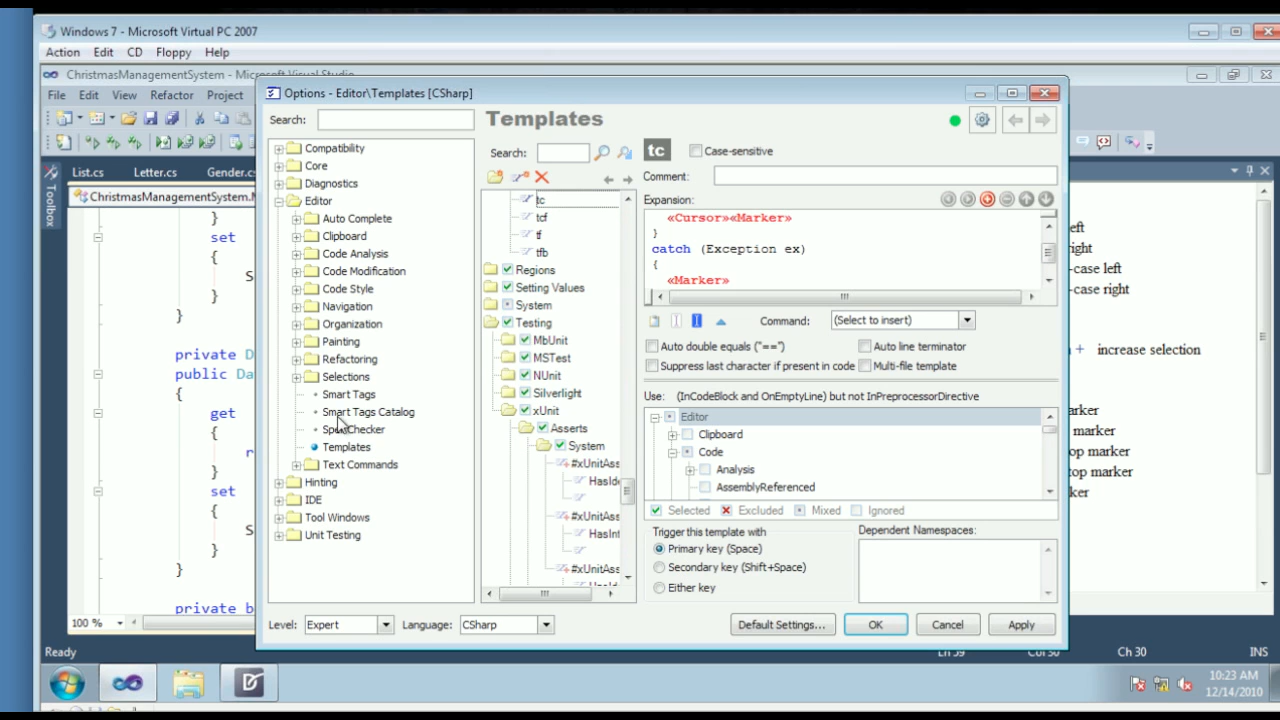 Windows 7 - Microsoft Virtual PC 2007
Action Edit CD Floppy Help
ChristmasManagementSystem - Microsoft Visual Studio
File Edit View Refactor Project
List.cs Letter.cs Gender.cs
ChristmasManagementSystem.
Toolbox
}
set
{
S
}
}
private D
public Da
{
get
{
r
}
set
{
S
}
}
private b
100 %
Options - Editor\Templates [CSharp]
Search:
Compatibility
Core
Diagnostics
Editor
Auto Complete
Clipboard
Code Analysis
Code Modification
Code Style
Navigation
Organization
Painting
Refactoring
Selections
Smart Tags
Smart Tags Catalog
Templates
Text Commands
Hinting
IDE
Tool Windows
Unit Testing
Templates
Search:
tc
tcf
tf
tfb
Regions
Setting Values
System
Testing
MbUnit
MSTest
NUnit
Silverlight
xUnit
Asserts
System
#xUnitAss
HasId
#xUnitAss
HasInt
#xUnitAss
tc Case-sensitive
Comment:
Expansion:
«Cursor»«Marker»
}
catch (Exception ex)
{
«Marker»
Command: (Select to insert)
Auto double equals ("==") Auto line terminator
Suppress last character if present in code Multi-file template
Use: (InCodeBlock and OnEmptyLine) but not InPreprocessorDirective
Editor
Clipboard
Code
Analysis
AssemblyReferenced
Selected Excluded Mixed Ignored
Trigger this template with
Primary key (Space)
Secondary key (Shift+Space)
Either key
Dependent Namespaces:
Level: Expert Language: CSharp Default Settings... OK Cancel Apply
left
right
-case left
-case right
+ increase selection
arker
marker
op marker
to marker
ker
Ready Ch 30 INS
10:23 AM
12/14/2010